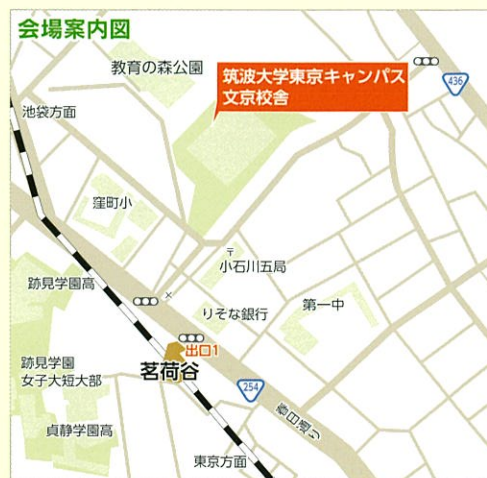 会場案内図
教育の森公園
筑波大学東京キャンパス
文京校舎
436
池袋方面
窪町小
〒
小石川五局
跡見学園高
りそな銀行
第一中
出口1
茗荷谷
跡見学園
女子大短大部
254
春日通り
貞静学園高
東京方面